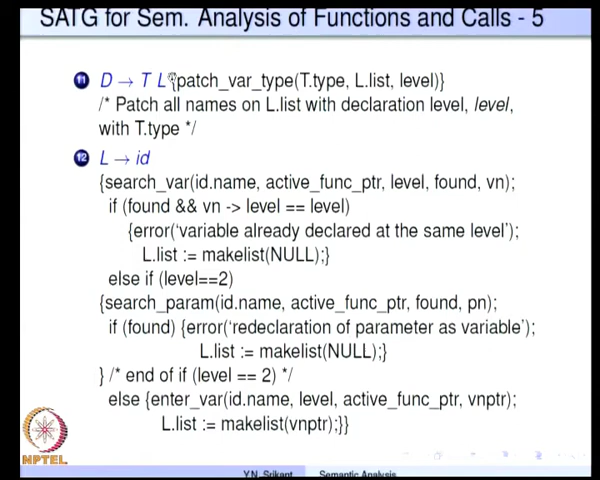 SATG for Sem. Analysis of Functions and Calls - 5
11 D → T L {patch_var_type(T.type, L.list, level)}
/* Patch all names on L.list with declaration level, level,
with T.type */
12 L → id
{search_var(id.name, active_func_ptr, level, found, vn);
if (found && vn -> level == level)
{error('variable already declared at the same level');
L.list := makelist(NULL);}
else if (level==2)
{search_param(id.name, active_func_ptr, found, pn);
if (found) {error('redeclaration of parameter as variable');
L.list := makelist(NULL);}
} /* end of if (level == 2) */
else {enter_var(id.name, level, active_func_ptr, vnptr);
L.list := makelist(vnptr);}}
NPTEL
Y.N. Srikant Semantic Analysis